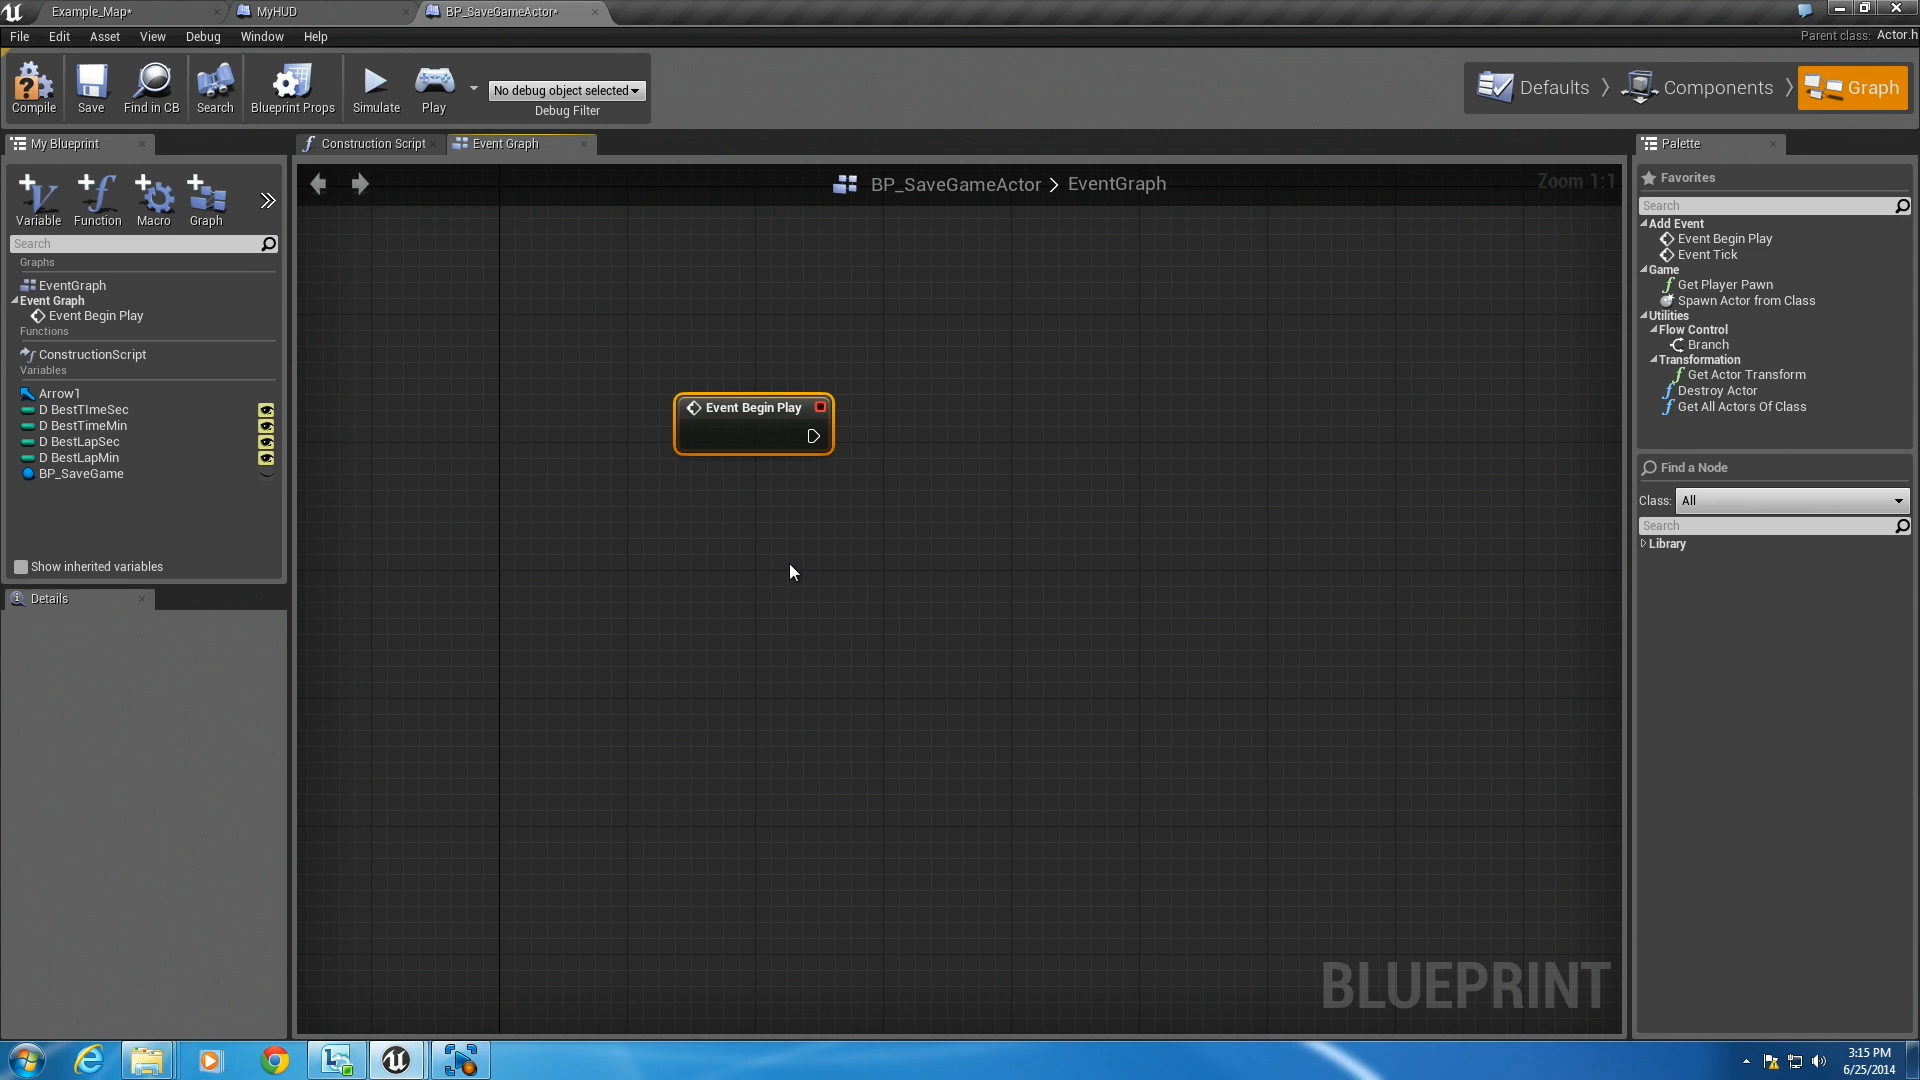 Example_Map*
MyHUD
BP_SaveGameActor*
File Edit Asset View Debug Window Help
Parent class: Actor.h
Compile
Save
Find in CB
Search
Blueprint Props
Simulate
Play
No debug object selected
Debug Filter
Defaults
Components
Graph
My Blueprint
Variable
Function
Macro
Graph
Search
Graphs
EventGraph
Event Graph
Event Begin Play
Functions
ConstructionScript
Variables
Arrow1
D BestTImeSec
D BestTimeMin
D BestLapSec
D BestLapMin
BP_SaveGame
Show inherited variables
Details
Construction Script
Event Graph
BP_SaveGameActor > EventGraph
Zoom 1:1
Event Begin Play
BLUEPRINT
Palette
Favorites
Search
Add Event
Event Begin Play
Event Tick
Game
Get Player Pawn
Spawn Actor from Class
Utilities
Flow Control
Branch
Transformation
Get Actor Transform
Destroy Actor
Get All Actors Of Class
Find a Node
Class: All
Search
Library
3:15 PM
6/25/2014